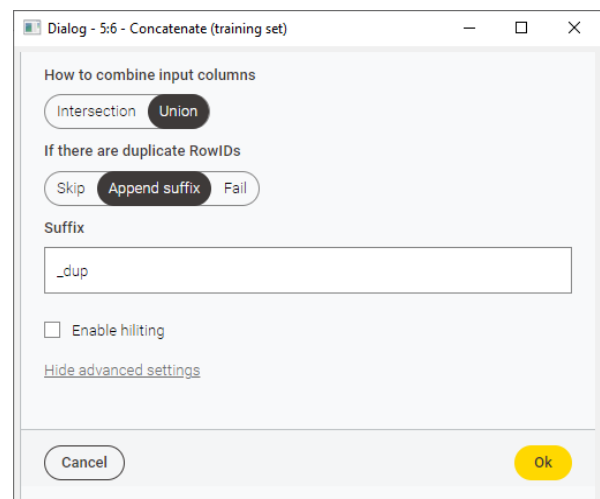 Dialog - 5:6 - Concatenate (training set)
How to combine input columns
Intersection Union
If there are duplicate RowIDs
Skip Append suffix Fail
Suffix
_dup
Enable hiliting
Hide advanced settings
Cancel Ok